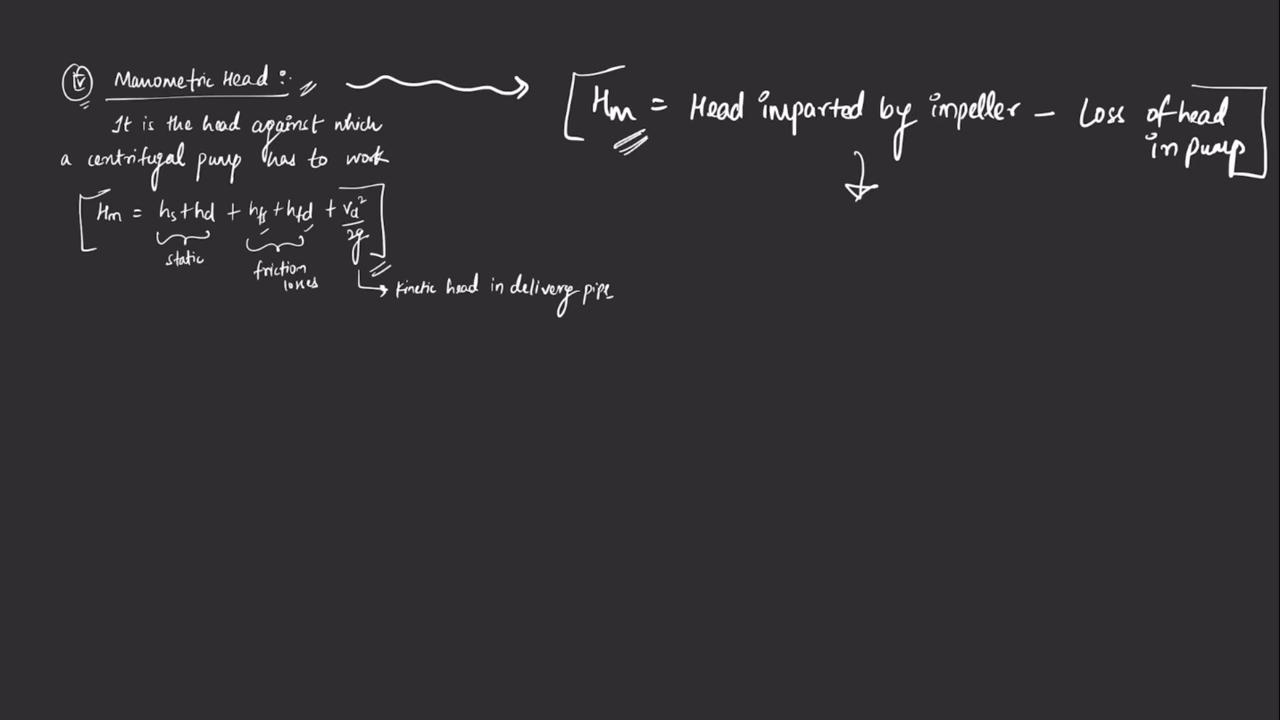 iv Manometric Head :
It is the head against which
a centrifugal pump has to work
Hm = hs+hd + hfs+hfd + Vd²/2g
static
friction
losses
Kinetic head in delivery pipe
Hm = Head imparted by impeller - Loss of head
in pump